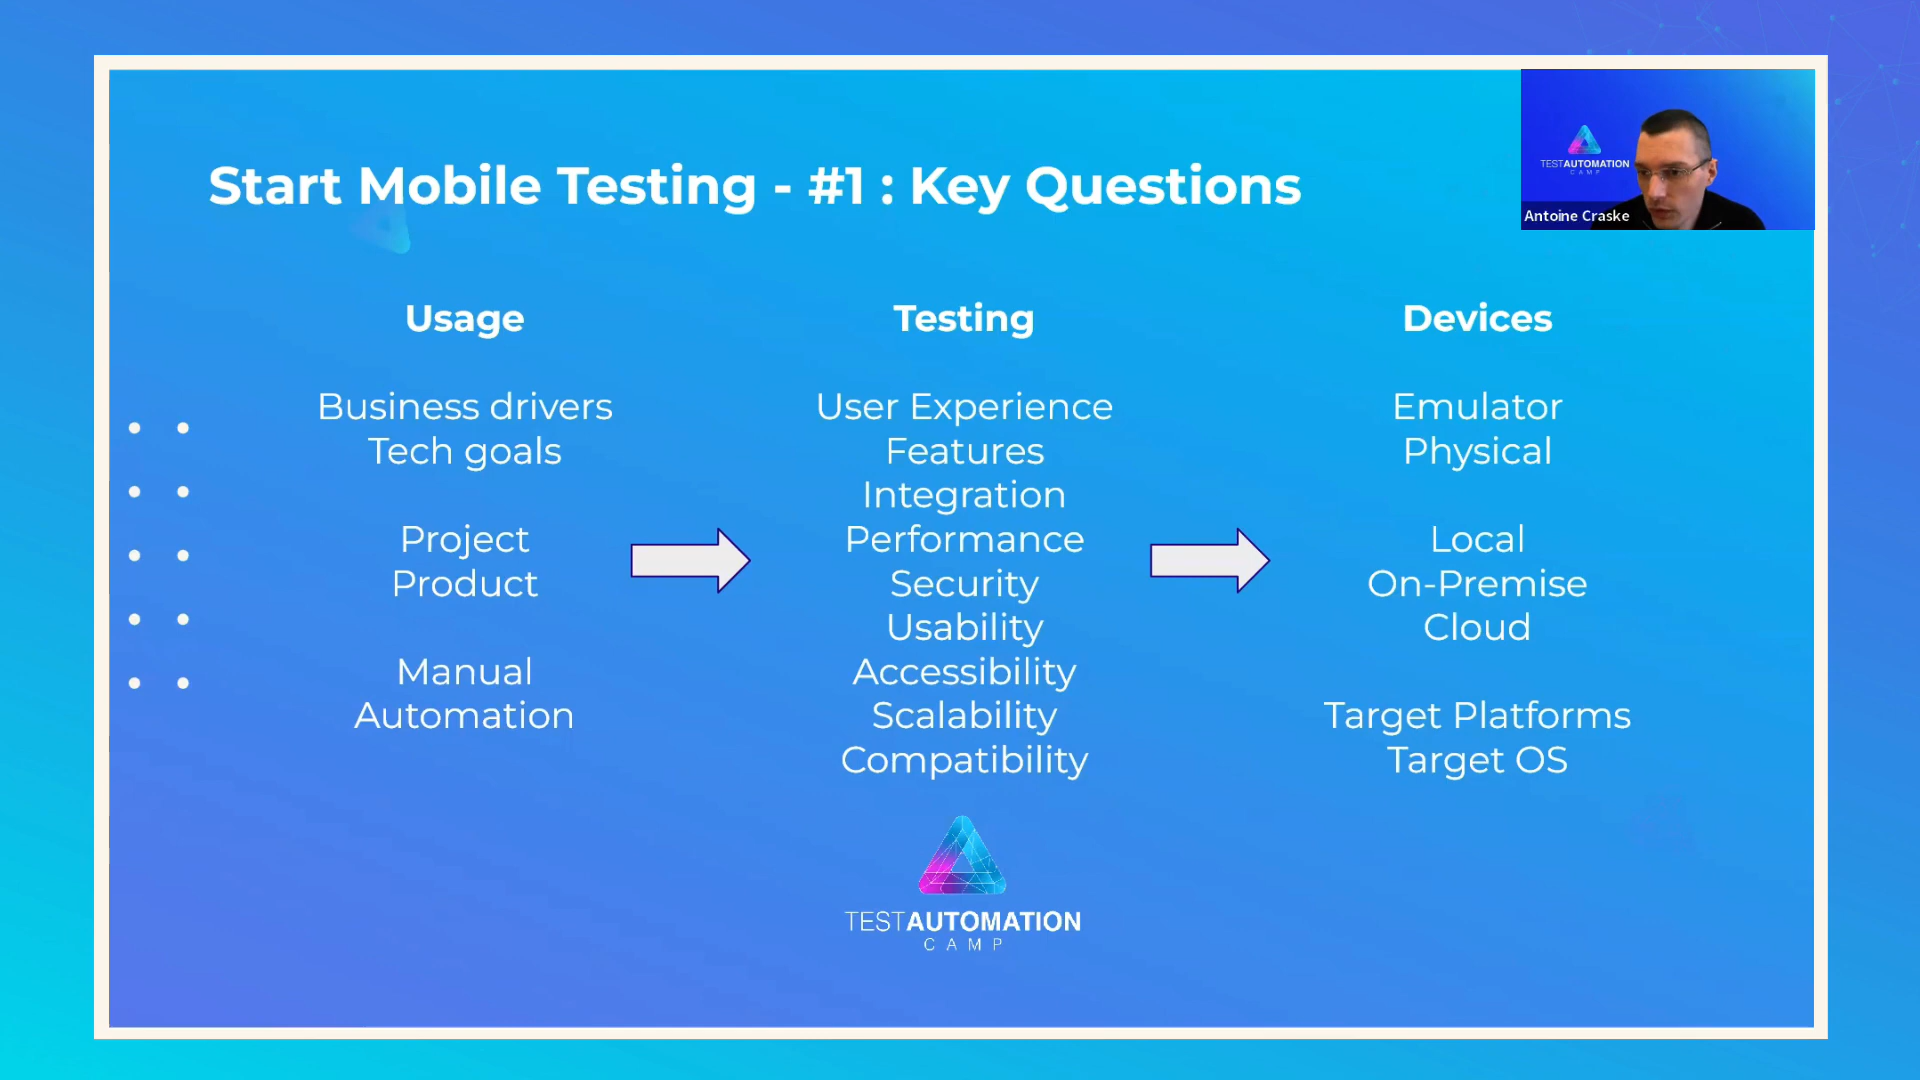 Start Mobile Testing - #1 : Key Questions
TESTAUTOMATION
CAMP
Antoine Craske
Usage
Business drivers
Tech goals
Project
Product
Manual
Automation
Testing
User Experience
Features
Integration
Performance
Security
Usability
Accessibility
Scalability
Compatibility
Devices
Emulator
Physical
Local
On-Premise
Cloud
Target Platforms
Target OS
TESTAUTOMATION
CAMP